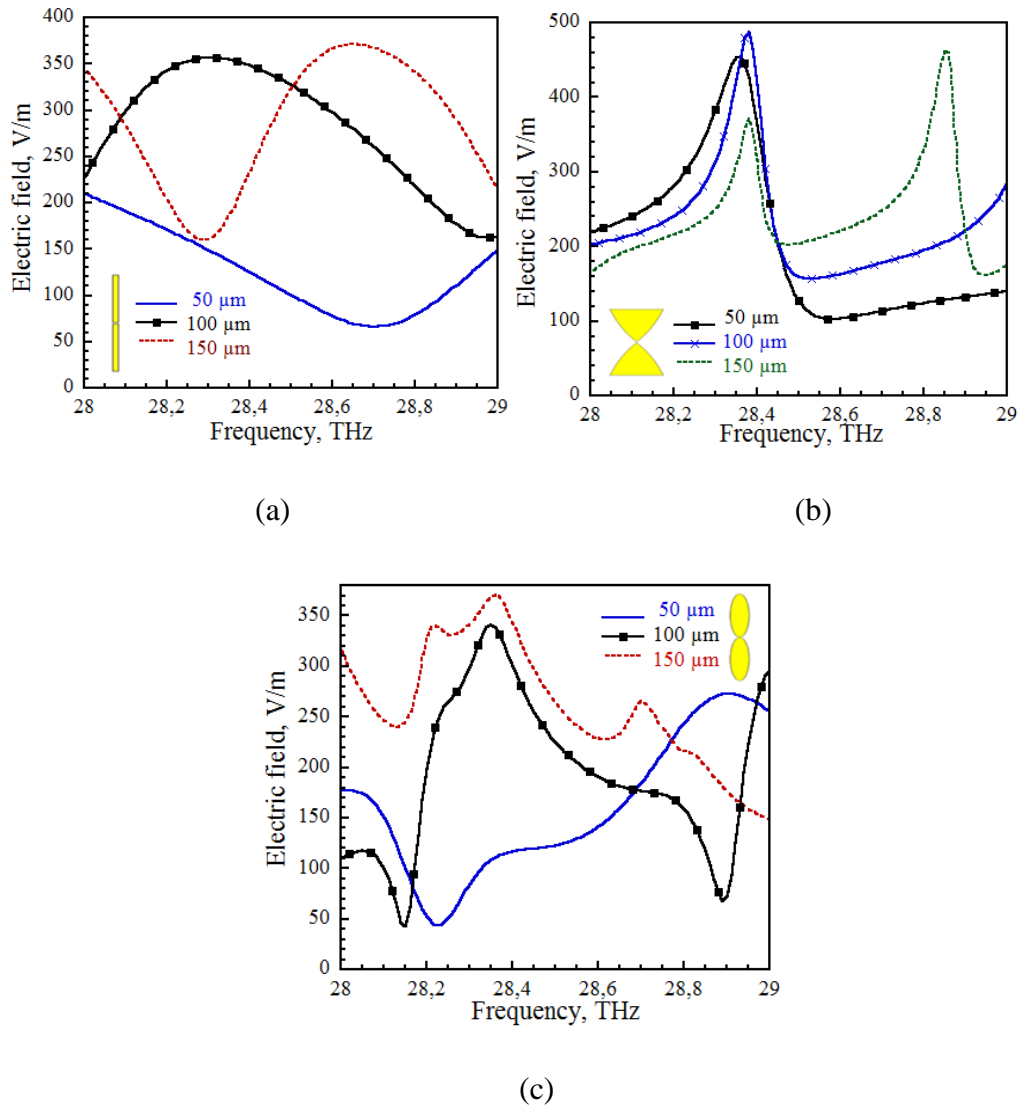 400
350
300
250
200
150
100
50
0
Electric field, V/m
50 µm
100 µm
150 µm
28
28,2
28,4
28,6
28,8
29
Frequency, THz
(a)
500
400
300
200
100
0
Electric field, V/m
50 µm
100 µm
150 µm
28
28,2
28,4
28,6
28,8
29
Frequency, THz
(b)
350
300
250
200
150
100
50
0
Electric field, V/m
50 µm
100 µm
150 µm
28
28,2
28,4
28,6
28,8
29
Frequency, THz
(c)